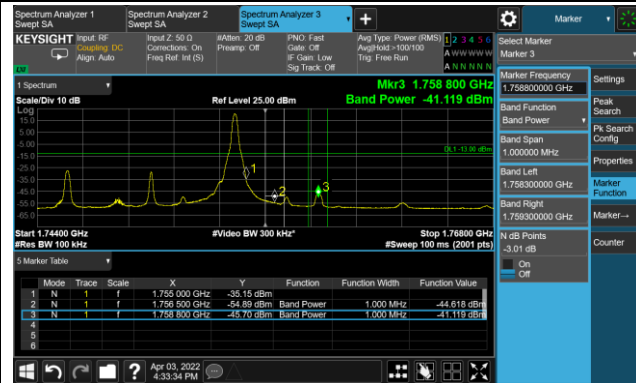 Spectrum Analyzer 1
Swept SA
Spectrum Analyzer 2
Swept SA
Spectrum Analyzer 3
Swept SA
Marker
KEYSIGHT
Input: RF
Coupling: DC
Align: Auto
Input Z: 50 Ω
Corrections: On
Freq Ref: Int (S)
#Atten: 20 dB
Preamp: Off
PNO: Fast
Gate: Off
IF Gain: Low
Sig Track: Off
Avg Type: Power (RMS)
Avg|Hold >100/100
Trig: Free Run
1 2 3 4 5 6
A W W W W W
A N N N N N
Select Marker
Marker 3
1 Spectrum
Scale/Div 10 dB
Log
Ref Level 25.00 dBm
Mkr3 1.758 800 GHz
Band Power -41.119 dBm
15.0
5.00
-5.00
-15.0
-25.0
-35.0
-45.0
-55.0
-65.0
DL1 -13.00 dBm
1
2
3
Start 1.74400 GHz
#Res BW 100 kHz
#Video BW 300 kHz*
Stop 1.76800 GHz
#Sweep 100 ms (2001 pts)
5 Marker Table
Mode Trace Scale X Y Function Function Width Function Value
1 N 1 f 1.755 000 GHz -35.15 dBm
2 N 1 f 1.756 500 GHz -54.89 dBm Band Power 1.000 MHz -44.618 dBm
3 N 1 f 1.758 800 GHz -45.70 dBm Band Power 1.000 MHz -41.119 dBm
4
5
6
Marker Frequency
1.758800000 GHz
Band Function
Band Power
Band Span
1.000000 MHz
Band Left
1.758300000 GHz
Band Right
1.759300000 GHz
N dB Points
-3.01 dB
On
Off
Settings
Peak
Search
Pk Search
Config
Properties
Marker
Function
Marker→
Counter
Apr 03, 2022
4:33:34 PM